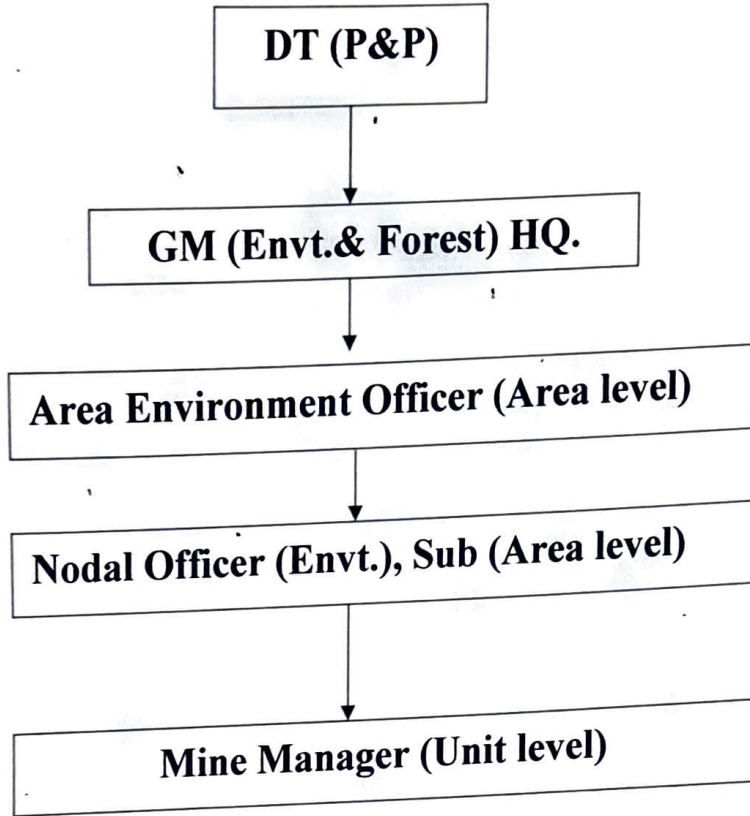 DT (P&P)
GM (Envt.& Forest) HQ.
Area Environment Officer (Area level)
Nodal Officer (Envt.), Sub (Area level)
Mine Manager (Unit level)